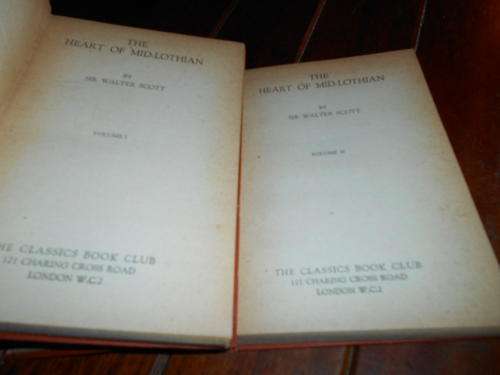 THE
HEART OF MID-LOTHIAN
BY
SIR WALTER SCOTT
VOLUME I
THE CLASSICS BOOK CLUB
121 CHARING CROSS ROAD
LONDON W.C.2
THE
HEART OF MID-LOTHIAN
BY
SIR WALTER SCOTT
VOLUME II
THE CLASSICS BOOK CLUB
121 CHARING CROSS ROAD
LONDON W.C.2